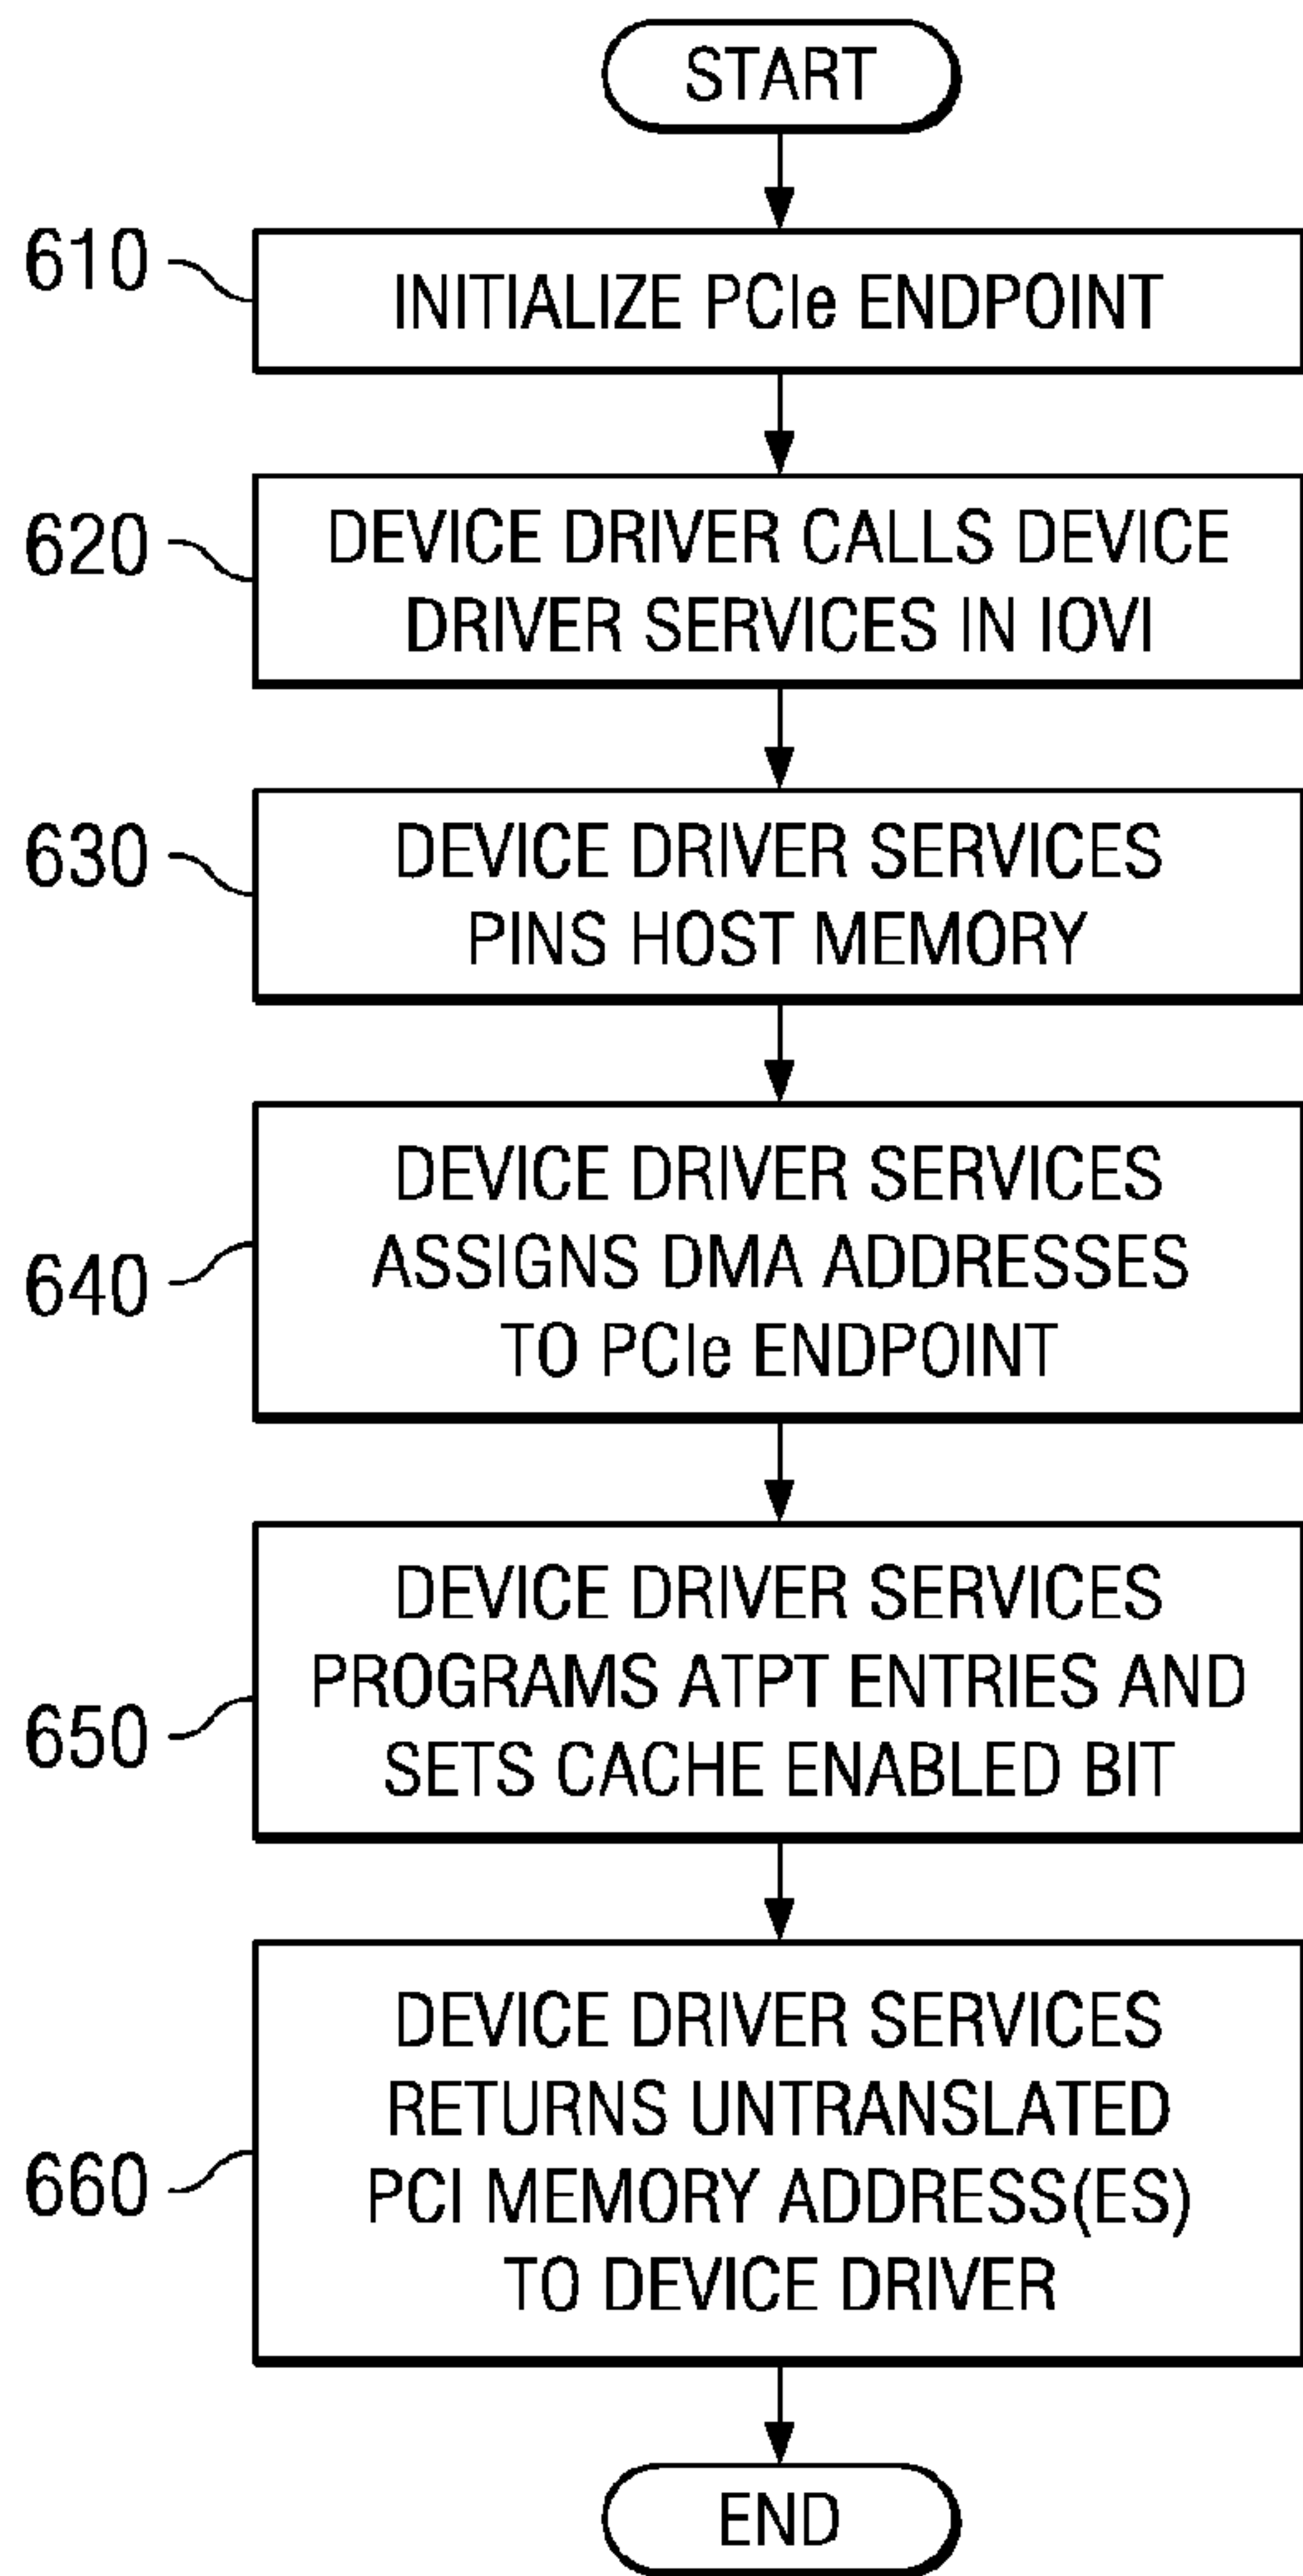 START
610
INITIALIZE PCIe ENDPOINT
620
DEVICE DRIVER CALLS DEVICE
DRIVER SERVICES IN IOVI
630
DEVICE DRIVER SERVICES
PINS HOST MEMORY
640
DEVICE DRIVER SERVICES
ASSIGNS DMA ADDRESSES
TO PCIe ENDPOINT
650
DEVICE DRIVER SERVICES
PROGRAMS ATPT ENTRIES AND
SETS CACHE ENABLED BIT
660
DEVICE DRIVER SERVICES
RETURNS UNTRANSLATED
PCI MEMORY ADDRESS(ES)
TO DEVICE DRIVER
END